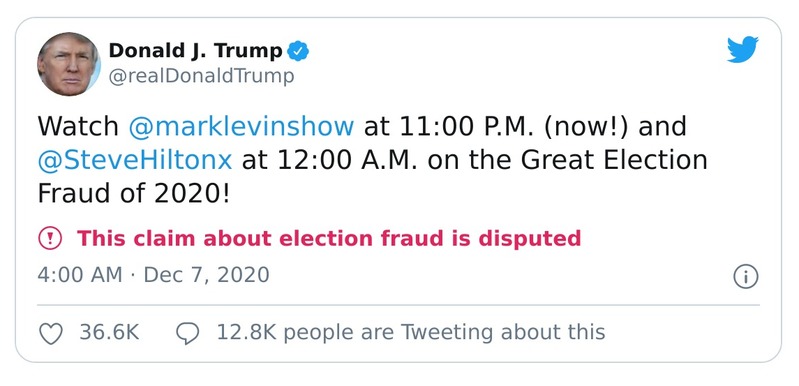 Donald J. Trump
@realDonaldTrump
Watch @marklevinshow at 11:00 P.M. (now!) and
@SteveHiltonx at 12:00 A.M. on the Great Election
Fraud of 2020!
This claim about election fraud is disputed
4:00 AM · Dec 7, 2020
36.6K 12.8K people are Tweeting about this